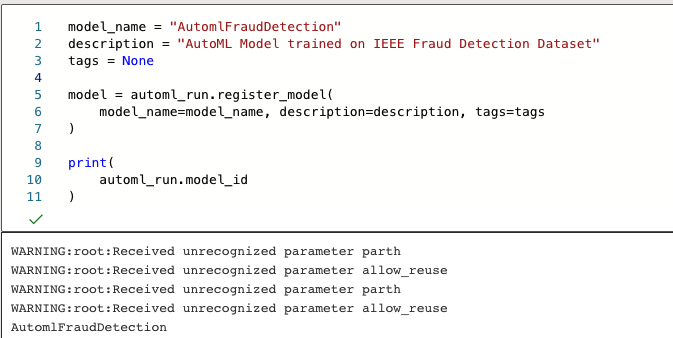 1 model_name = "AutomlFraudDetection"
2 description = "AutoML Model trained on IEEE Fraud Detection Dataset"
3 tags = None
4
5 model = automl_run.register_model(
6 model_name=model_name, description=description, tags=tags
7 )
8
9 print(
10 automl_run.model_id
11 )
WARNING:root:Received unrecognized parameter parth
WARNING:root:Received unrecognized parameter allow_reuse
WARNING:root:Received unrecognized parameter parth
WARNING:root:Received unrecognized parameter allow_reuse
AutomlFraudDetection